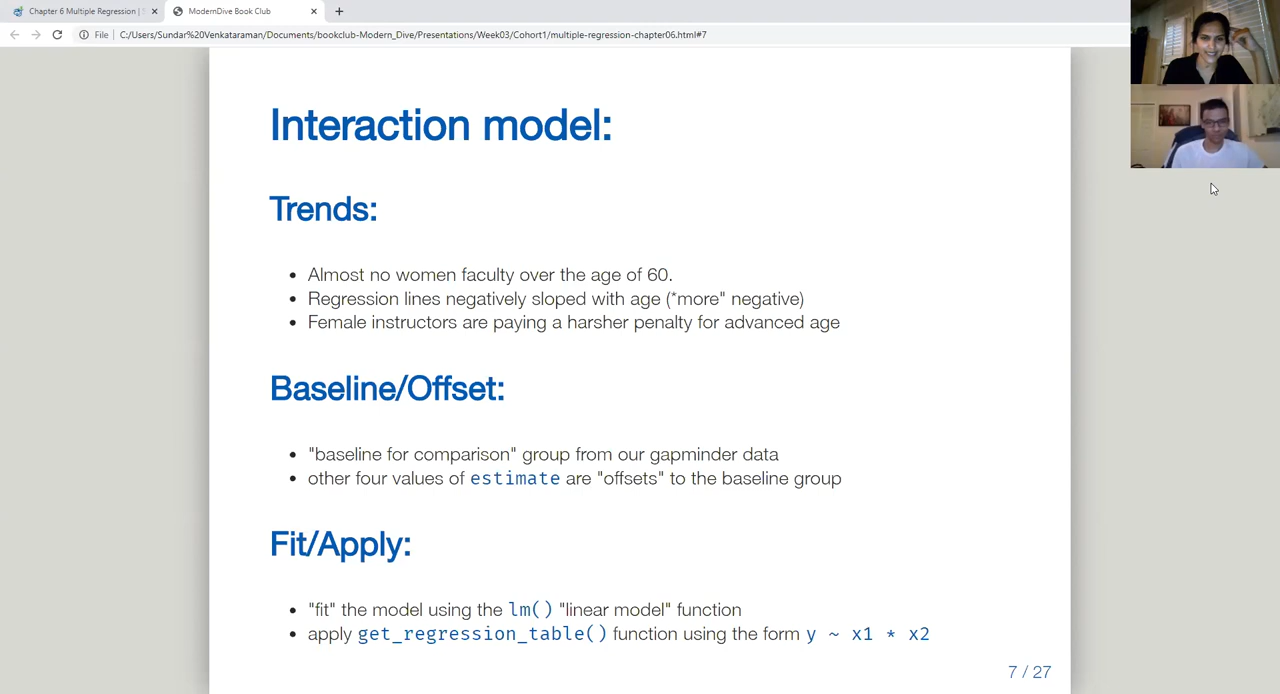 Chapter 6 Multiple Regression | S
ModernDive Book Club
File | C:/Users/Sundar%20Venkataraman/Documents/bookclub-Modern_Dive/Presentations/Week03/Cohort1/multiple-regression-chapter06.html#7
Interaction model:
Trends:
• Almost no women faculty over the age of 60.
• Regression lines negatively sloped with age (*more" negative)
• Female instructors are paying a harsher penalty for advanced age
Baseline/Offset:
• "baseline for comparison" group from our gapminder data
• other four values of estimate are "offsets" to the baseline group
Fit/Apply:
• "fit" the model using the lm() "linear model" function
• apply get_regression_table() function using the form y ~ x1 * x2
7 / 27